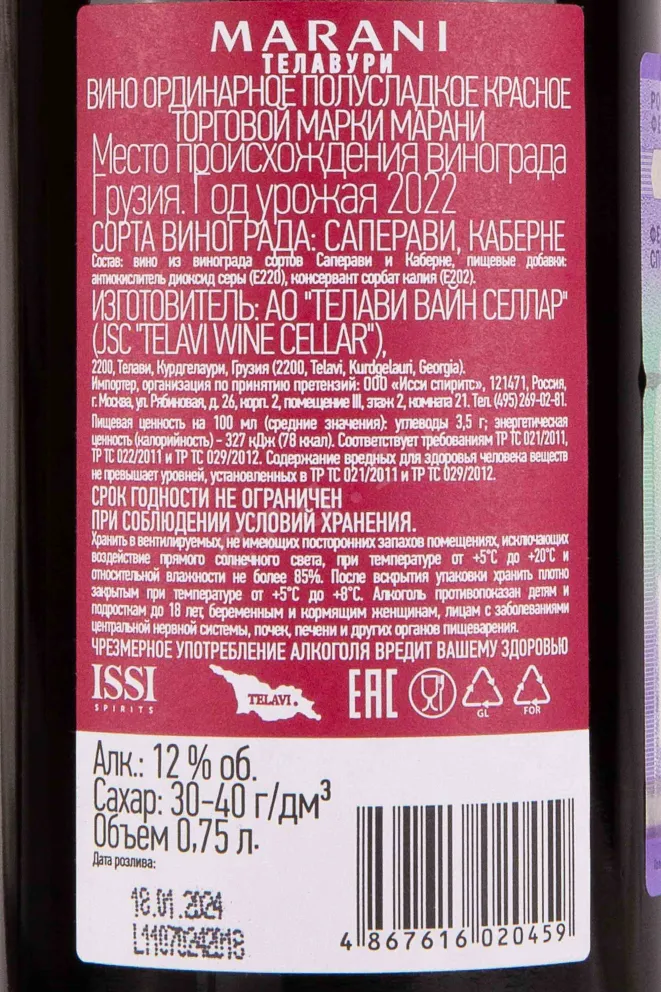 MARANI
ТЕЛАВУРИ
ВИНО ОРДИНАРНОЕ ПОЛУСЛАДКОЕ КРАСНОЕ
ТОРГОВОЙ МАРКИ МАРАНИ
Место происхождения винограда
Грузия. Год урожая 2022
СОРТА ВИНОГРАДА: САПЕРАВИ, КАБЕРНЕ
Состав: вино из винограда сортов Саперави и Каберне, пищевые добавки:
антиокислитель диоксид серы (Е220), консервант сорбат калия (Е202).
ИЗГОТОВИТЕЛЬ: АО "ТЕЛАВИ ВАЙН СЕЛЛАР"
(JSC "TELAVI WINE CELLAR"),
2200, Телави, Курдгелаури, Грузия (2200, Telavi, Kurdgelauri, Georgia).
Импортер, организация по принятию претензий: ООО «Исси спиритс», 121471, Россия,
г. Москва, ул. Рябиновая, д. 26, корп. 2, помещение III, этаж 2, комната 21. Тел. (495) 269-02-81.
Пищевая ценность на 100 мл (средние значения): углеводы 3,5 г; энергетическая
ценность (калорийность) - 327 кДж (78 ккал). Соответствует требованиям ТР ТС 021/2011,
ТР ТС 022/2011 и ТР ТС 029/2012. Содержание вредных для здоровья человека веществ
не превышает уровней, установленных в ТР ТС 021/2011 и ТР ТС 029/2012.
СРОК ГОДНОСТИ НЕ ОГРАНИЧЕН
ПРИ СОБЛЮДЕНИИ УСЛОВИЙ ХРАНЕНИЯ.
Хранить в вентилируемых, не имеющих посторонних запахов помещениях, исключающих
воздействие прямого солнечного света, при температуре от +5°С до +20°С и
относительной влажности не более 85%. После вскрытия упаковки хранить плотно
закрытым при температуре от +5°С до +8°С. Алкоголь противопоказан детям и
подросткам до 18 лет, беременным и кормящим женщинам, лицам с заболеваниями
центральной нервной системы, почек, печени и других органов пищеварения.
ЧРЕЗМЕРНОЕ УПОТРЕБЛЕНИЕ АЛКОГОЛЯ ВРЕДИТ ВАШЕМУ ЗДОРОВЬЮ
ISSI
SPIRITS
TELAVI
EAC
GL
FOR
Алк.: 12 % об.
Сахар: 30-40 г/дм³
Объем 0,75 л.
Дата розлива:
18.01.2024
L11070242018
4 867616 020459